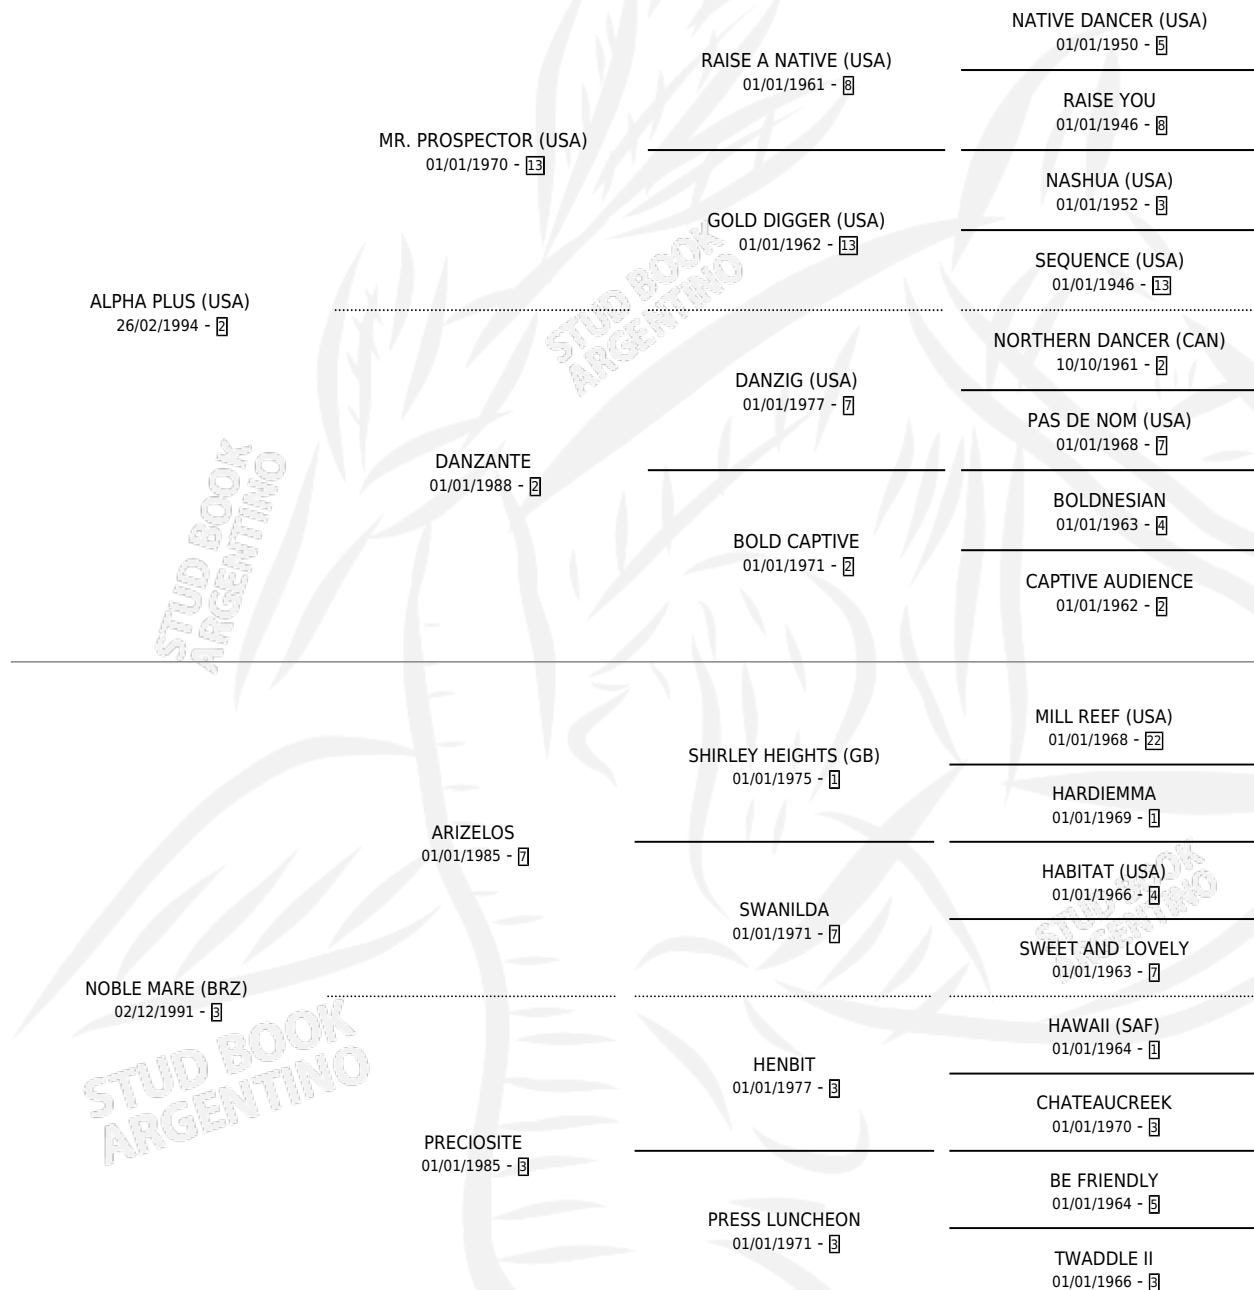 NATIVE DANCER (USA)
01/01/1950 - 5
RAISE A NATIVE (USA)
01/01/1961 - 8
RAISE YOU
01/01/1946 - 8
MR. PROSPECTOR (USA)
01/01/1970 - 13
NASHUA (USA)
01/01/1952 - 3
GOLD DIGGER (USA)
01/01/1962 - 13
SEQUENCE (USA)
01/01/1946 - 13
ALPHA PLUS (USA)
26/02/1994 - 2
NORTHERN DANCER (CAN)
10/10/1961 - 2
DANZIG (USA)
01/01/1977 - 7
PAS DE NOM (USA)
01/01/1968 - 7
DANZANTE
01/01/1988 - 2
BOLDNESIAN
01/01/1963 - 4
BOLD CAPTIVE
01/01/1971 - 2
CAPTIVE AUDIENCE
01/01/1962 - 2
MILL REEF (USA)
01/01/1968 - 22
SHIRLEY HEIGHTS (GB)
01/01/1975 - 1
HARDIEMMA
01/01/1969 - 1
ARIZELOS
01/01/1985 - 7
HABITAT (USA)
01/01/1966 - 4
SWANILDA
01/01/1971 - 7
SWEET AND LOVELY
01/01/1963 - 7
NOBLE MARE (BRZ)
02/12/1991 - 3
HAWAII (SAF)
01/01/1964 - 1
HENBIT
01/01/1977 - 3
CHATEAUCREEK
01/01/1970 - 3
PRECIOSITE
01/01/1985 - 3
BE FRIENDLY
01/01/1964 - 5
PRESS LUNCHEON
01/01/1971 - 3
TWADDLE II
01/01/1966 - 3
STUD BOOK
ARGENTINO
STUD BOOK
ARGENTINO
STUD BOOK
ARGENTINO
STUD BOOK
ARGENTINO